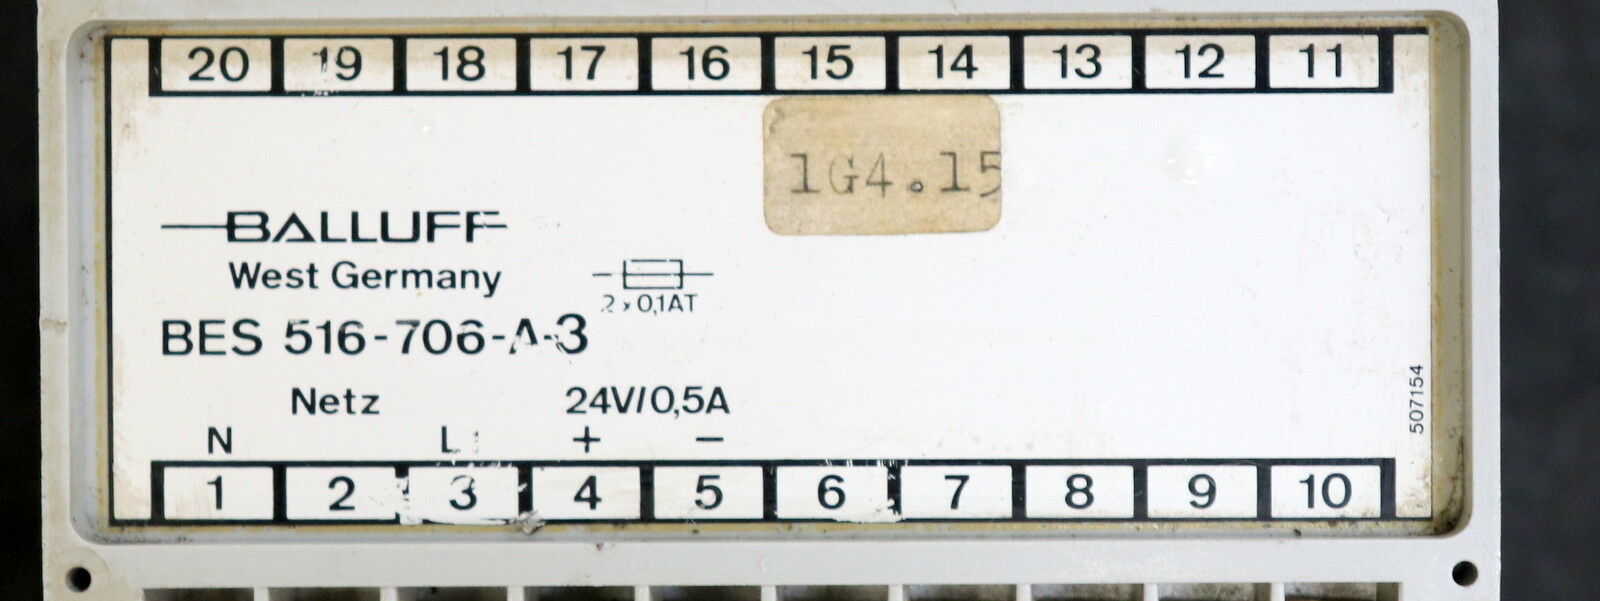 20 19 18 17 16 15 14 13 12 11
1G4.15
BALLUFF
West Germany
2 x 0,1AT
BES 516-706-A-3
Netz 24V/0,5A
N L1 + −
1 2 3 4 5 6 7 8 9 10
507154